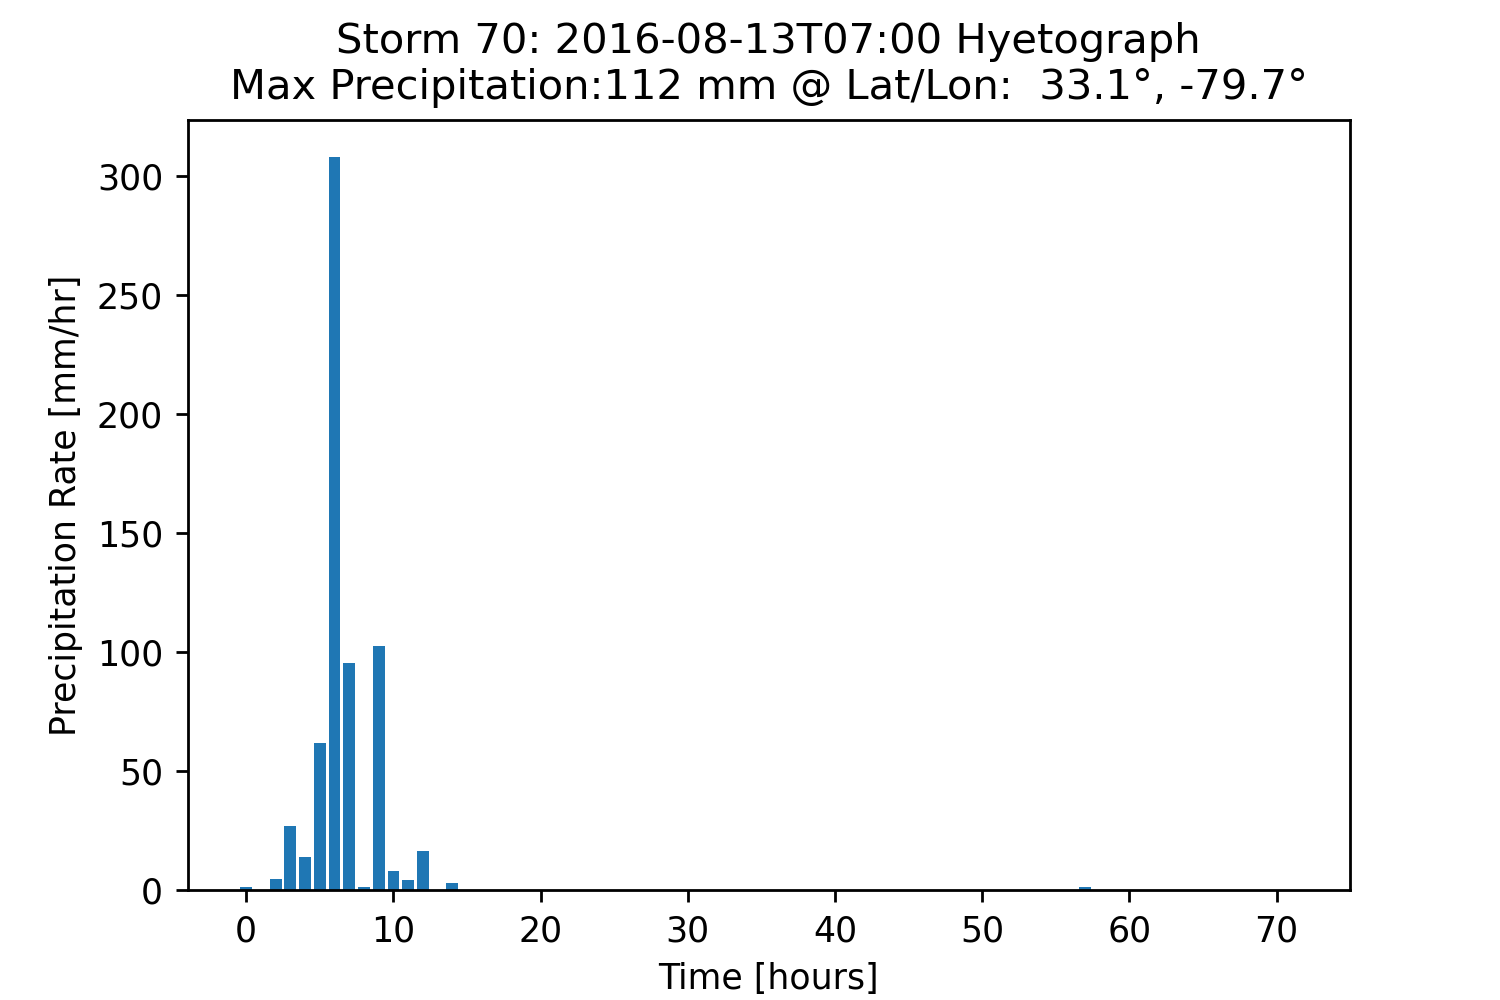 Storm 70: 2016-08-13T07:00 Hyetograph
Max Precipitation:112 mm @ Lat/Lon:  33.1°, -79.7°
300
250
200
150
100
50
0
Precipitation Rate [mm/hr]
0 10 20 30 40 50 60 70
Time [hours]